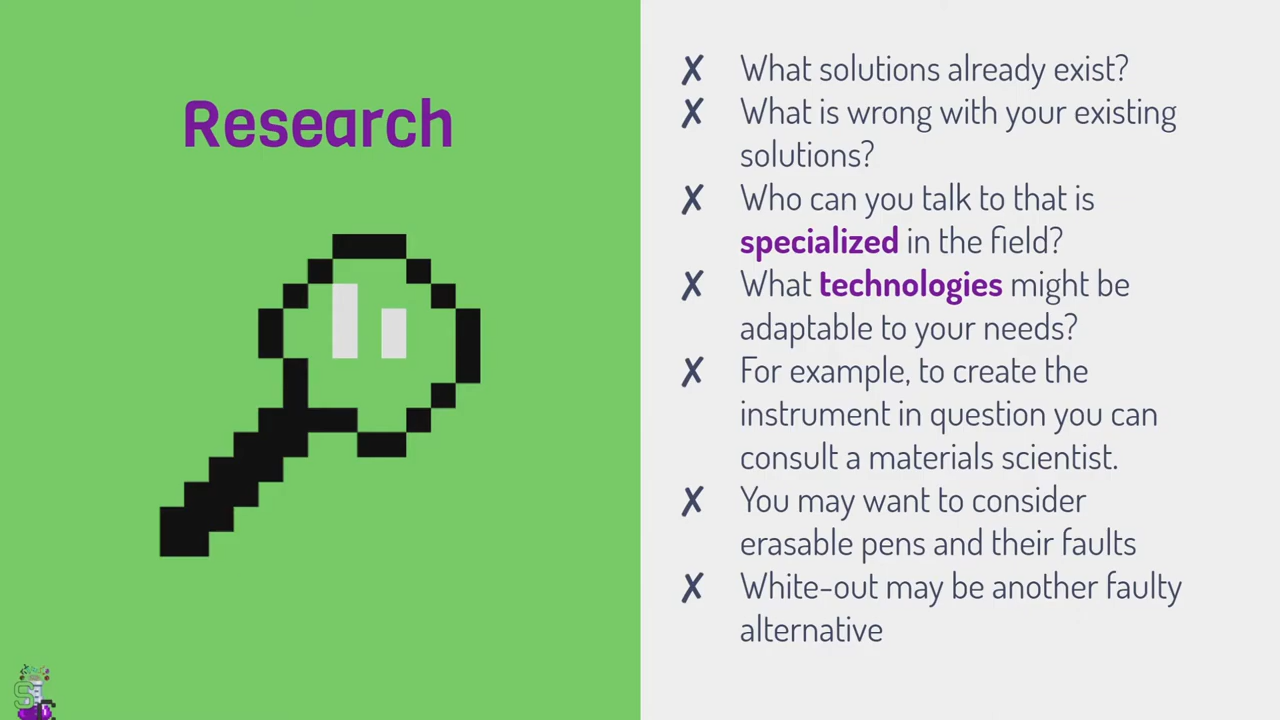 Research
✗ What solutions already exist?
✗ What is wrong with your existing
solutions?
✗ Who can you talk to that is
specialized in the field?
✗ What technologies might be
adaptable to your needs?
✗ For example, to create the
instrument in question you can
consult a materials scientist.
✗ You may want to consider
erasable pens and their faults
✗ White-out may be another faulty
alternative